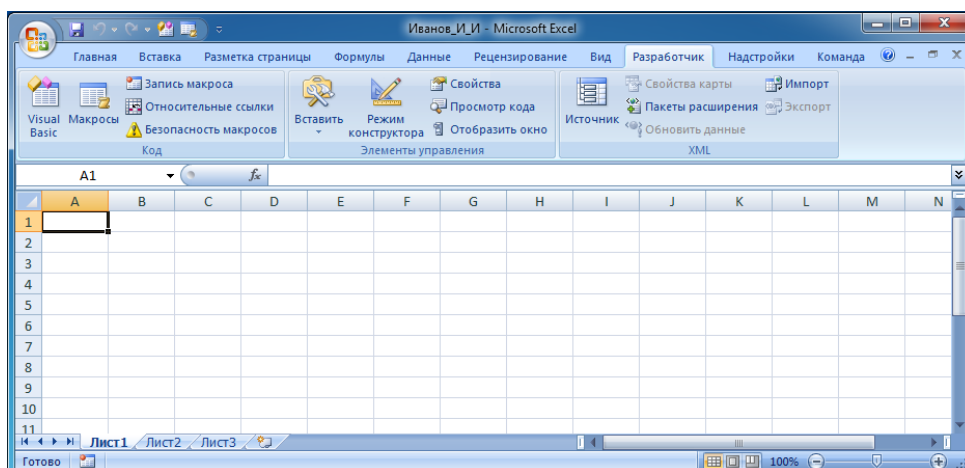 Иванов_И_И - Microsoft Excel
Главная Вставка Разметка страницы Формулы Данные Рецензирование Вид Разработчик Надстройки Команда
Visual Basic
Макросы
Запись макроса
Относительные ссылки
Безопасность макросов
Код
Вставить
Режим конструктора
Свойства
Просмотр кода
Отобразить окно
Элементы управления
Источник
Свойства карты
Пакеты расширения
Обновить данные
Импорт
Экспорт
XML
A1 fx
A B C D E F G H I J K L M N
1
2
3
4
5
6
7
8
9
10
11
Лист1 Лист2 Лист3
Готово 100%